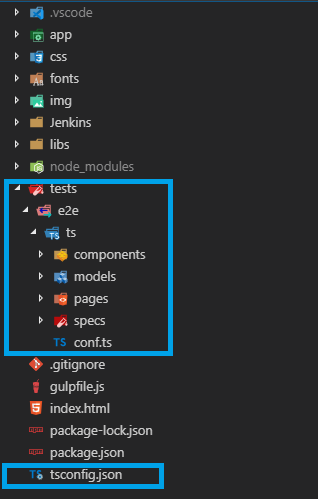 .vscode
app
css
fonts
img
Jenkins
libs
node_modules
tests
e2e
TS ts
components
models
pages
specs
TS conf.ts
.gitignore
gulpfile.js
index.html
package-lock.json
package.json
TS tsconfig.json